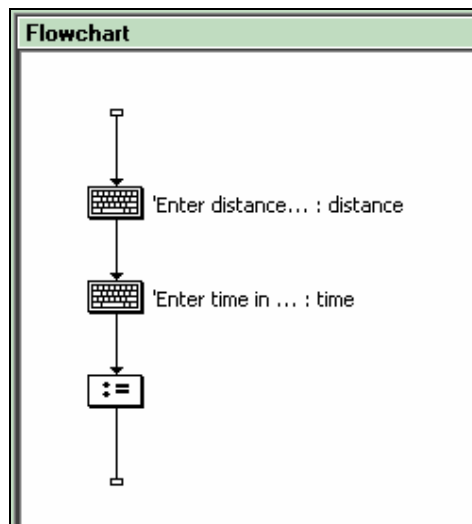 Flowchart
'Enter distance... : distance
'Enter time in ... : time
:=